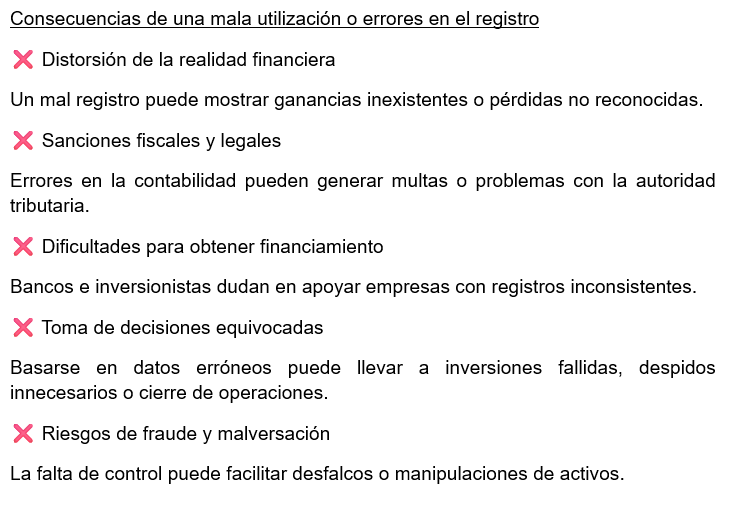 Consecuencias de una mala utilización o errores en el registro
❌ Distorsión de la realidad financiera
Un mal registro puede mostrar ganancias inexistentes o pérdidas no reconocidas.
❌ Sanciones fiscales y legales
Errores en la contabilidad pueden generar multas o problemas con la autoridad
tributaria.
❌ Dificultades para obtener financiamiento
Bancos e inversionistas dudan en apoyar empresas con registros inconsistentes.
❌ Toma de decisiones equivocadas
Basarse en datos erróneos puede llevar a inversiones fallidas, despidos
innecesarios o cierre de operaciones.
❌ Riesgos de fraude y malversación
La falta de control puede facilitar desfalcos o manipulaciones de activos.